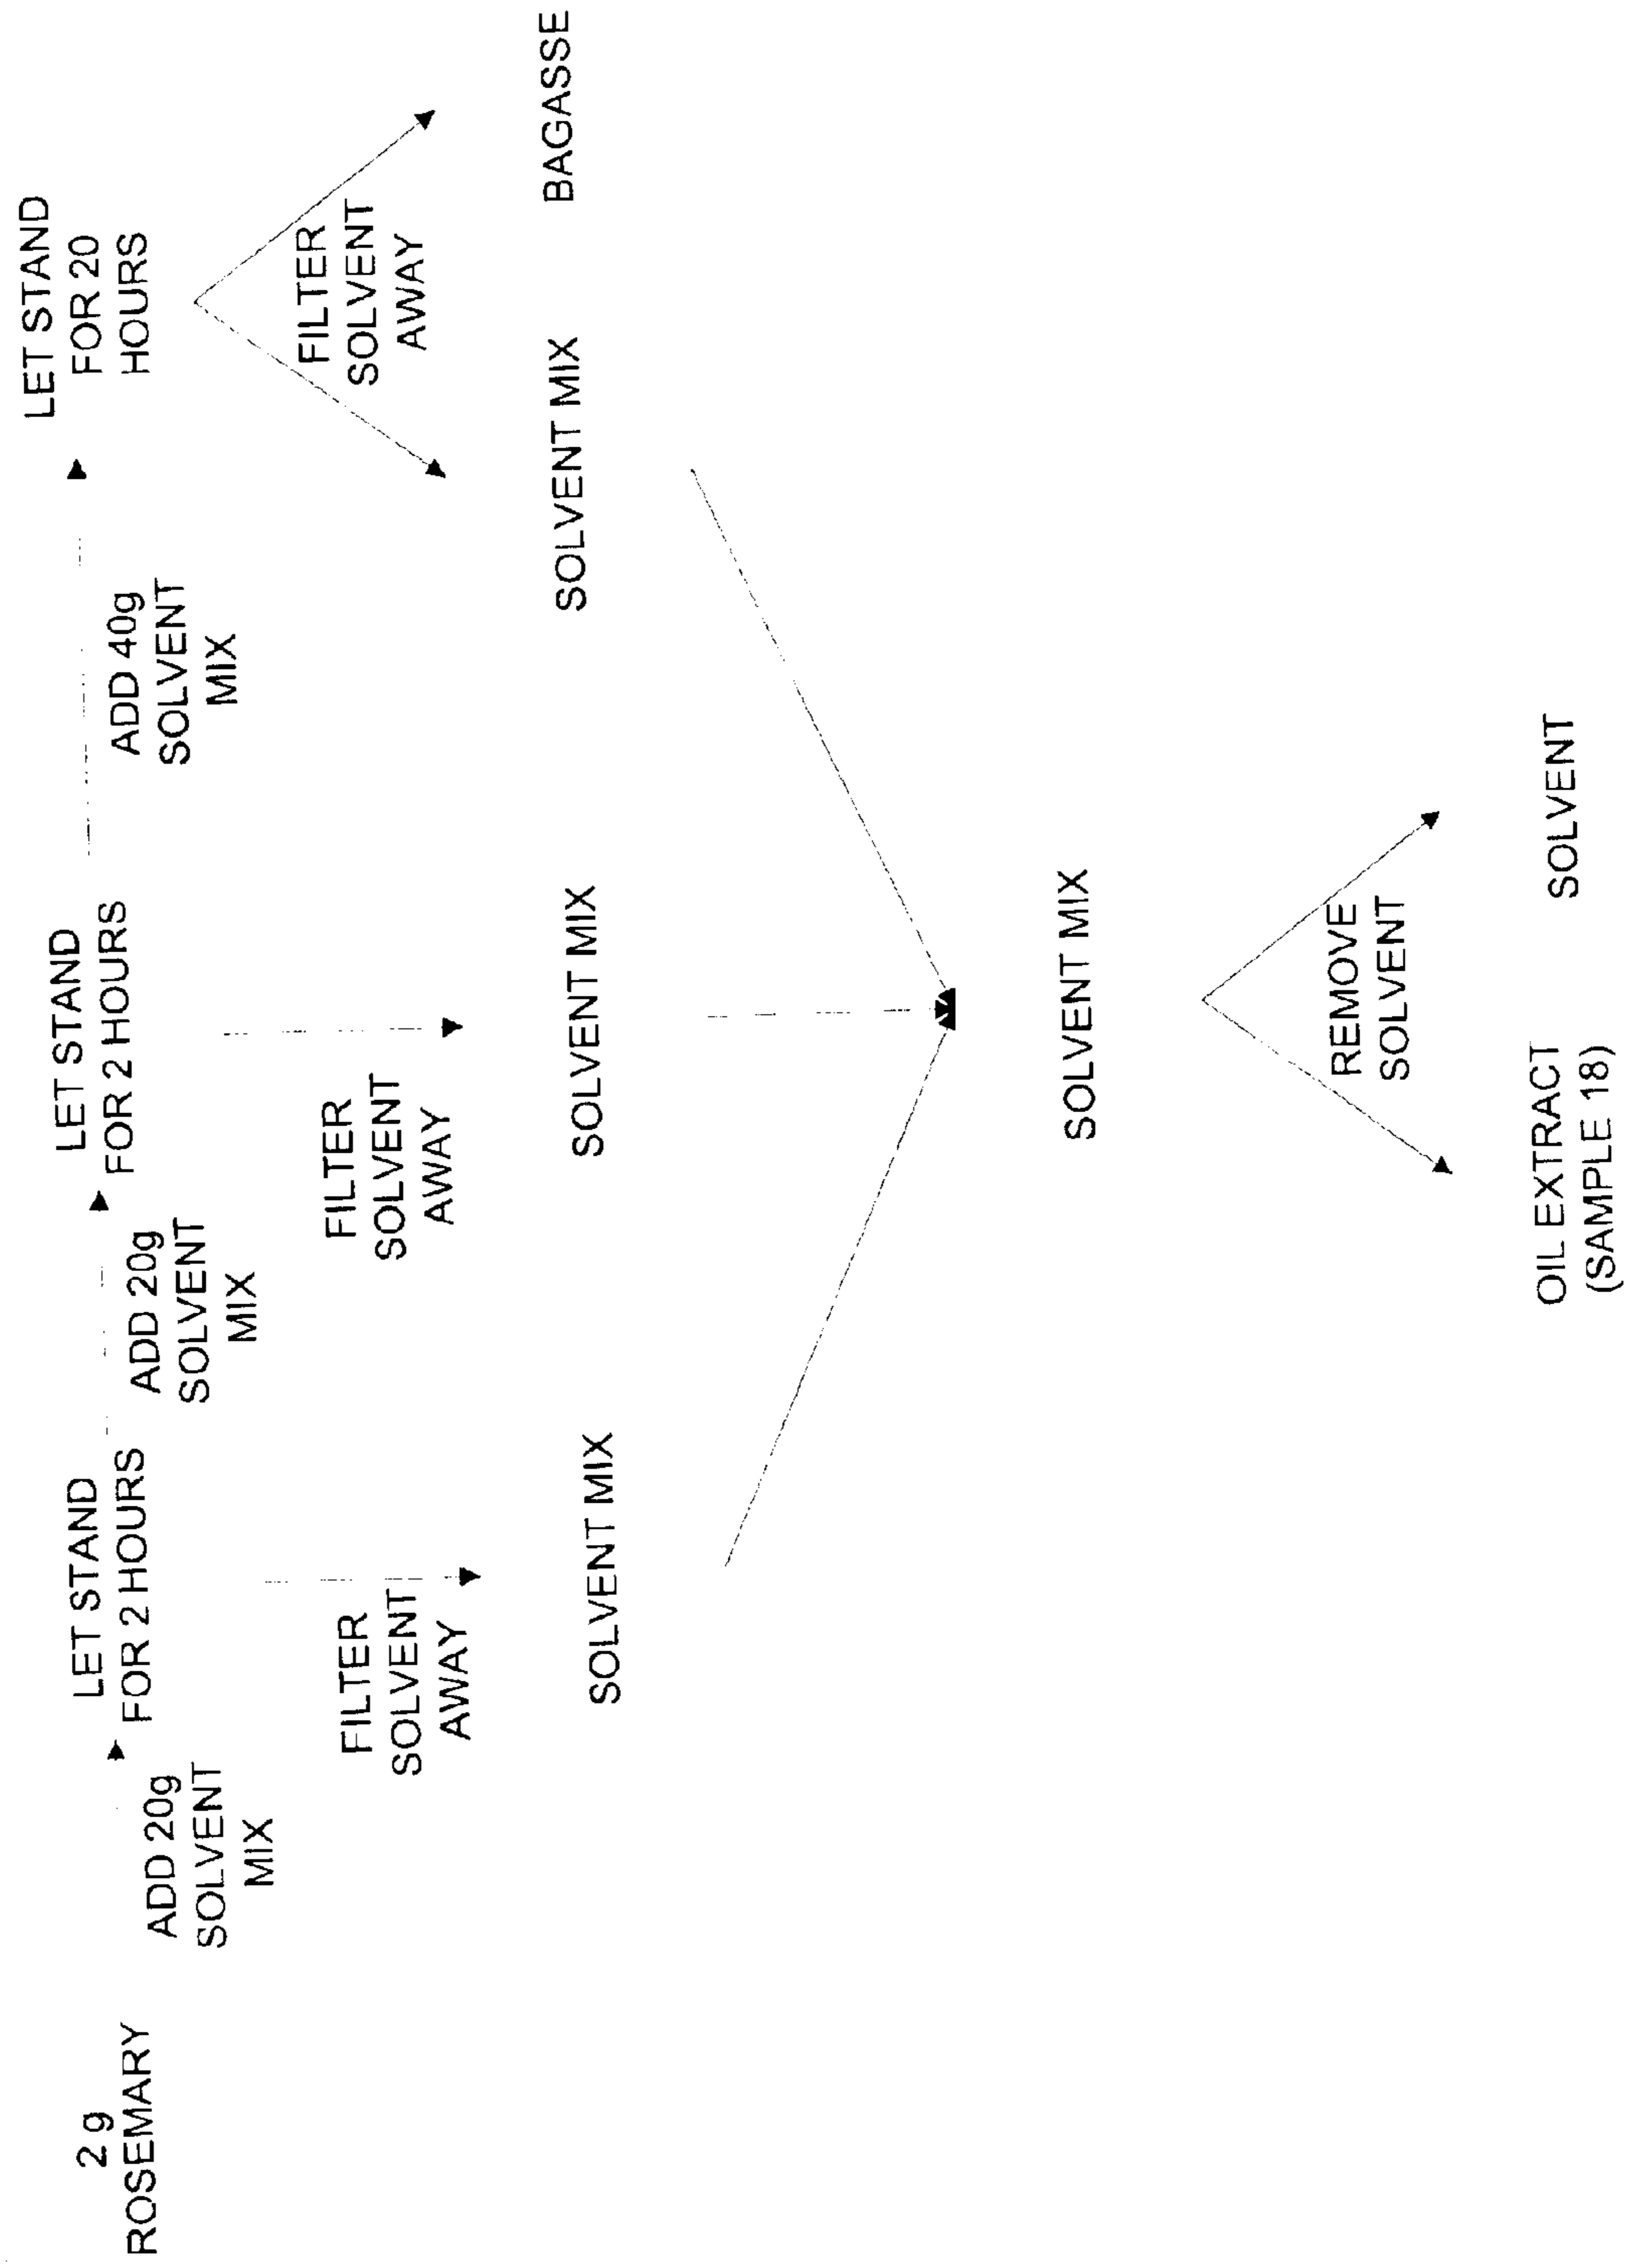 2 g
ROSEMARY
ADD 20g
SOLVENT
MIX
LET STAND
FOR 2 HOURS
ADD 20g
SOLVENT
MIX
LET STAND
FOR 2 HOURS
ADD 40g
SOLVENT
MIX
LET STAND
FOR 20
HOURS
FILTER
SOLVENT
AWAY
FILTER
SOLVENT
AWAY
FILTER
SOLVENT
AWAY
SOLVENT MIX
SOLVENT MIX
SOLVENT MIX
BAGASSE
SOLVENT MIX
REMOVE
SOLVENT
OIL EXTRACT
(SAMPLE 18)
SOLVENT